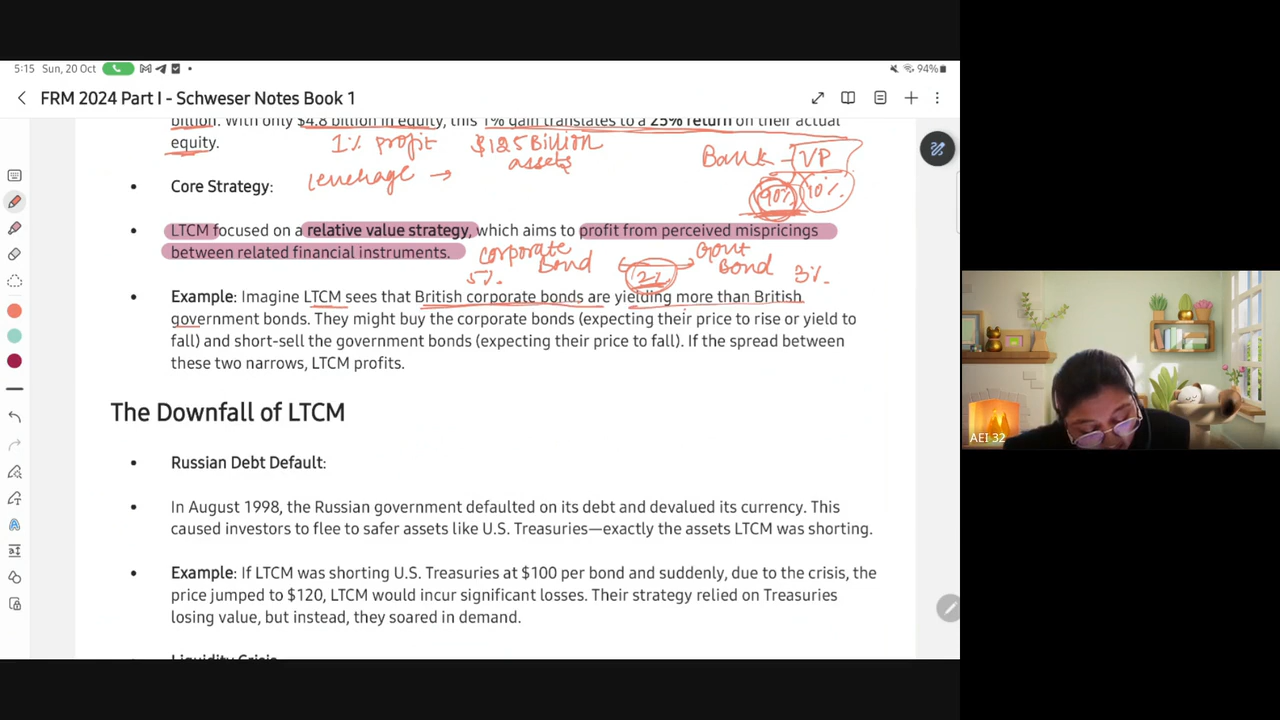 5:15 Sun, 20 Oct 94%
FRM 2024 Part I - Schweser Notes Book 1
billion. With only $4.8 billion in equity, this 1% gain translates to a 25% return on their actual
equity.
1% profit $125 Billion
assets
Bank - VP
90% 10%
Core Strategy:
leverage →
LTCM focused on a relative value strategy, which aims to profit from perceived mispricings
between related financial instruments.
corporate
bond
5%.
2%
Govt
Bond 3%.
Example: Imagine LTCM sees that British corporate bonds are yielding more than British
government bonds. They might buy the corporate bonds (expecting their price to rise or yield to
fall) and short-sell the government bonds (expecting their price to fall). If the spread between
these two narrows, LTCM profits.
The Downfall of LTCM
Russian Debt Default:
In August 1998, the Russian government defaulted on its debt and devalued its currency. This
caused investors to flee to safer assets like U.S. Treasuries—exactly the assets LTCM was shorting.
Example: If LTCM was shorting U.S. Treasuries at $100 per bond and suddenly, due to the crisis, the
price jumped to $120, LTCM would incur significant losses. Their strategy relied on Treasuries
losing value, but instead, they soared in demand.
Liquidity Crisis
AEI 32